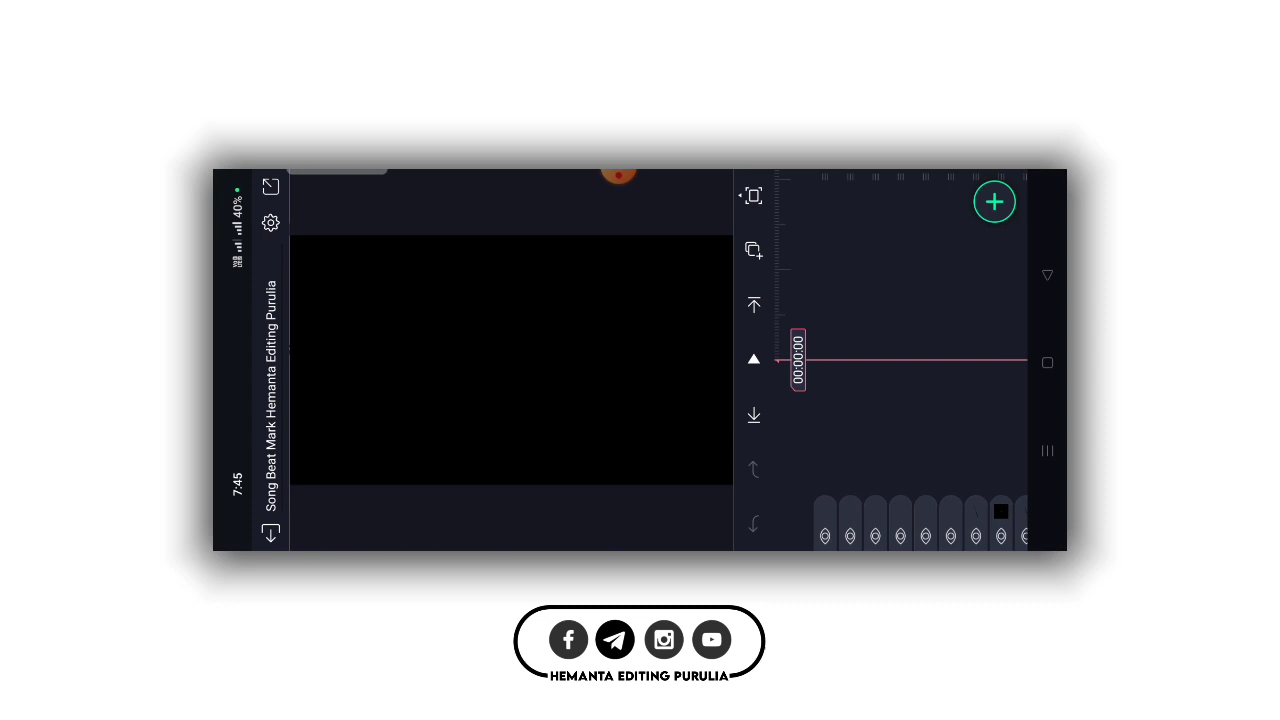 7:45
40%
Song Beat Mark Hemanta Editing Purulia
00:00:00
HEMANTA EDITING PURULIA